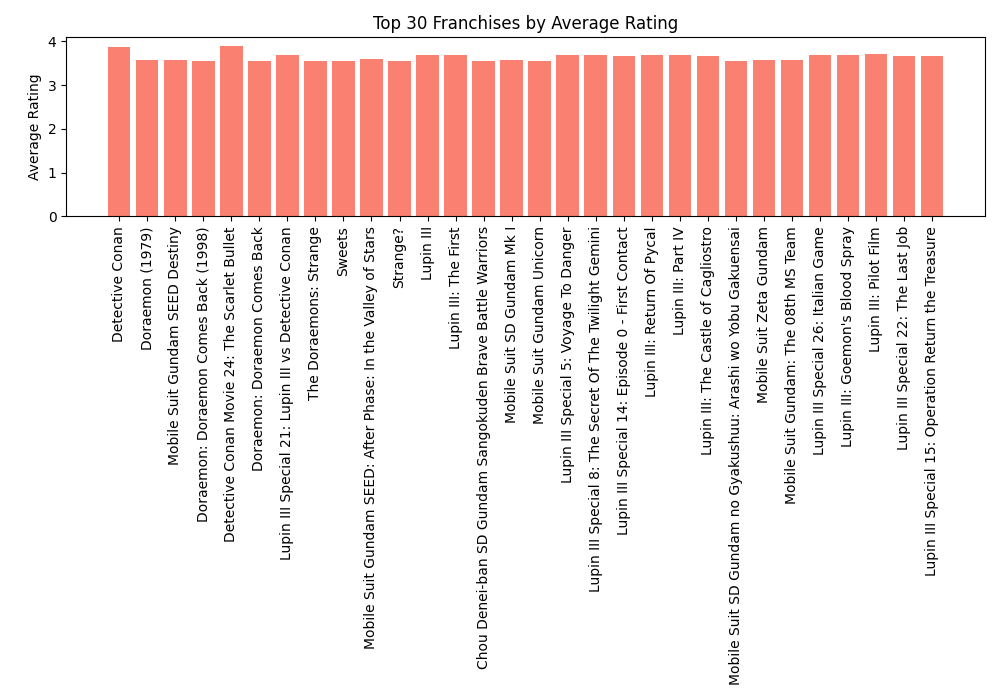 Top 30 Franchises by Average Rating
Average Rating
4
3
2
1
0
Detective Conan
Doraemon (1979)
Mobile Suit Gundam SEED Destiny
Doraemon: Doraemon Comes Back (1998)
Detective Conan Movie 24: The Scarlet Bullet
Doraemon: Doraemon Comes Back
Lupin III Special 21: Lupin III vs Detective Conan
The Doraemons: Strange
Sweets
Mobile Suit Gundam SEED: After Phase: In the Valley of Stars
Strange?
Lupin III
Lupin III: The First
Chou Denei-ban SD Gundam Sangokuden Brave Battle Warriors
Mobile Suit SD Gundam Mk I
Mobile Suit Gundam Unicorn
Lupin III Special 5: Voyage To Danger
Lupin III Special 8: The Secret Of The Twilight Gemini
Lupin III Special 14: Episode 0 - First Contact
Lupin III: Return Of Pycal
Lupin III: Part IV
Lupin III: The Castle of Cagliostro
Mobile Suit SD Gundam no Gyakushuu: Arashi wo Yobu Gakuensai
Mobile Suit Zeta Gundam
Mobile Suit Gundam: The 08th MS Team
Lupin III Special 26: Italian Game
Lupin III: Goemon's Blood Spray
Lupin III: Pilot Film
Lupin III Special 22: The Last Job
Lupin III Special 15: Operation Return the Treasure